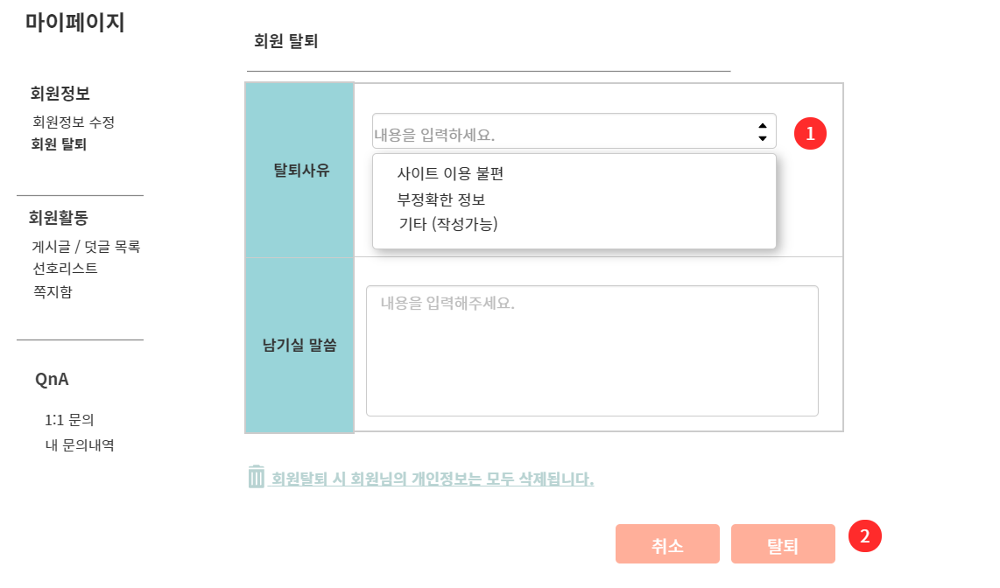 마이페이지
회원정보
회원정보 수정
회원 탈퇴
회원활동
게시글 / 덧글 목록
선호리스트
쪽지함
QnA
1:1 문의
내 문의내역
회원 탈퇴
탈퇴사유
내용을 입력하세요.
1
사이트 이용 불편
부정확한 정보
기타 (작성가능)
남기실 말씀
내용을 입력해주세요.
회원탈퇴 시 회원님의 개인정보는 모두 삭제됩니다.
취소
탈퇴
2